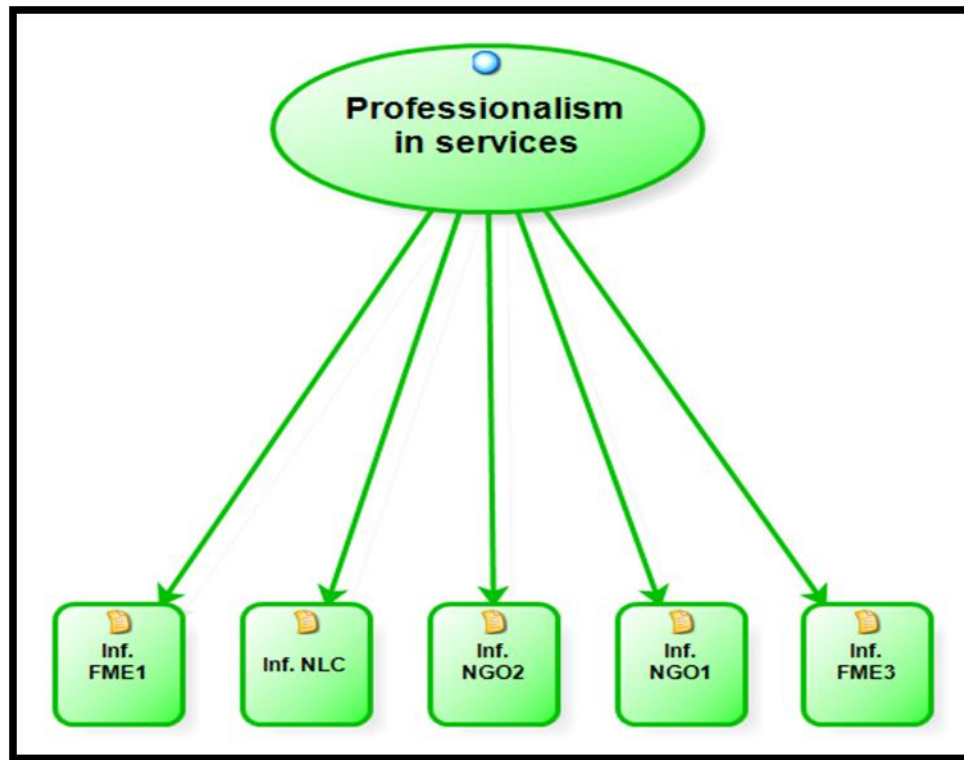 Professionalism
in services
Inf.
FME1
Inf. NLC
Inf.
NGO2
Inf.
NGO1
Inf.
FME3